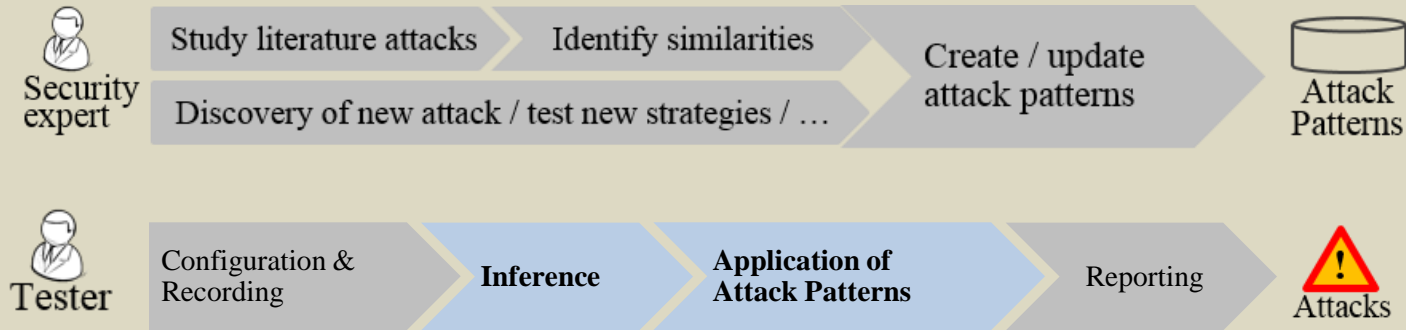 Security
expert
Study literature attacks
Identify similarities
Discovery of new attack / test new strategies / …
Create / update
attack patterns
Attack
Patterns
Tester
Configuration &
Recording
Inference
Application of
Attack Patterns
Reporting
!
Attacks